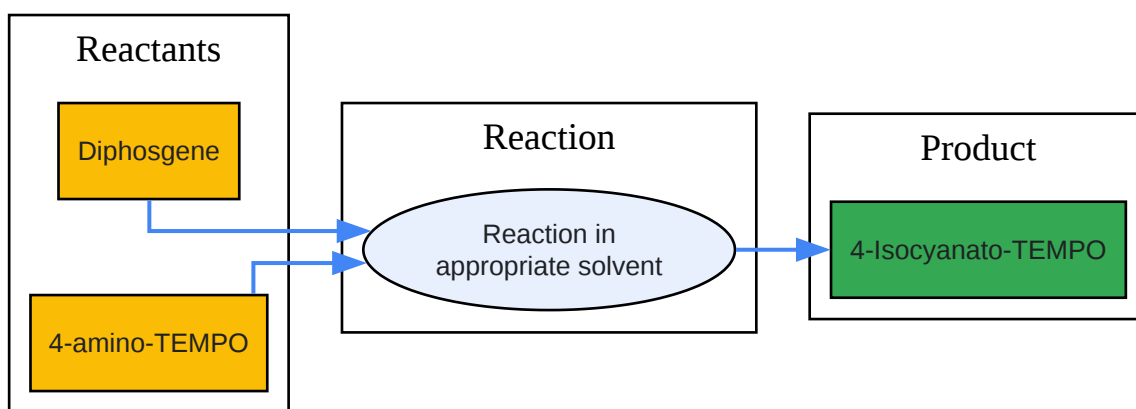 Reactants
Diphosgene
4-amino-TEMPO
Reaction
Reaction in
appropriate solvent
Product
4-Isocyanato-TEMPO